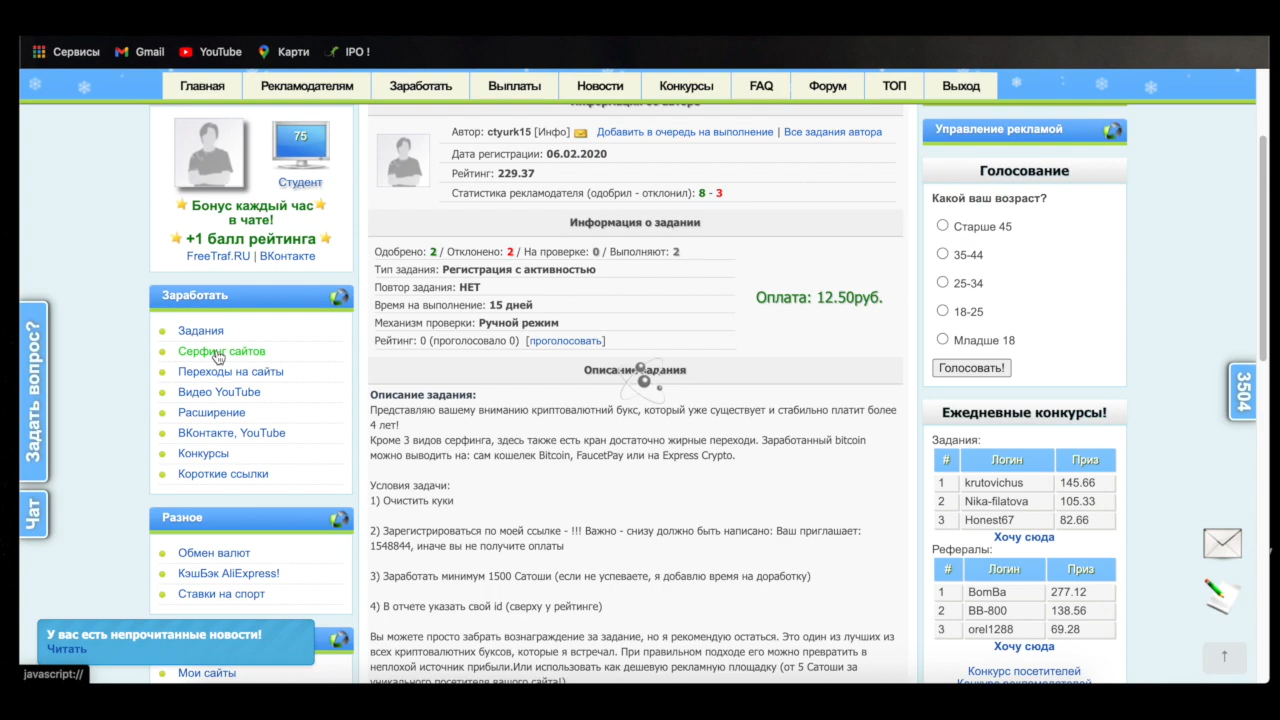 Сервисы Gmail YouTube Карти IPO !
Главная Рекламодателям Заработать Выплаты Новости Конкурсы FAQ Форум ТОП Выход
75
Студент
Бонус каждый час
в чате!
+1 балл рейтинга
FreeTraf.RU | ВКонтакте
Заработать
Задания
Серфинг сайтов
Переходы на сайты
Видео YouTube
Расширение
ВКонтакте, YouTube
Конкурсы
Короткие ссылки
Разное
Обмен валют
КэшБэк AliExpress!
Ставки на спорт
У вас есть непрочитанные новости!
Читать
Мои сайты
javascript://
Задать вопрос?
Чат
Автор: ctyurk15 [Инфо] Добавить в очередь на выполнение | Все задания автора
Дата регистрации: 06.02.2020
Рейтинг: 229.37
Статистика рекламодателя (одобрил - отклонил): 8 - 3
Информация о задании
Одобрено: 2 / Отклонено: 2 / На проверке: 0 / Выполняют: 2
Тип задания: Регистрация с активностью
Повтор задания: НЕТ
Время на выполнение: 15 дней
Механизм проверки: Ручной режим
Рейтинг: 0 (проголосовало 0) [проголосовать]
Оплата: 12.50руб.
Описание задания
Описание задания:
Представляю вашему вниманию криптовалютний букс, который уже существует и стабильно платит более
4 лет!
Кроме 3 видов серфинга, здесь также есть кран достаточно жирные переходи. Заработанный bitcoin
можно выводить на: сам кошелек Bitcoin, FaucetPay или на Express Crypto.
Условия задачи:
1) Очистить куки
2) Зарегистрироваться по моей ссылке - !!! Важно - снизу должно быть написано: Ваш приглашает:
1548844, иначе вы не получите оплаты
3) Заработать минимум 1500 Сатоши (если не успеваете, я добавлю время на доработку)
4) В отчете указать свой id (сверху у рейтинге)
Вы можете просто забрать вознаграждение за задание, но я рекомендую остаться. Это один из лучших из
всех криптовалютних буксов, которые я встречал. При правильном подходе его можно превратить в
неплохой источник прибыли.Или использовать как дешевую рекламную площадку (от 5 Сатоши за
уникального посетителя вашего сайта!)
Управление рекламой
Голосование
Какой ваш возраст?
Старше 45
35-44
25-34
18-25
Младше 18
Голосовать!
Ежедневные конкурсы!
Задания:
# Логин Приз
1 krutovichus 145.66
2 Nika-filatova 105.33
3 Honest67 82.66
Хочу сюда
Рефералы:
# Логин Приз
1 BomBa 277.12
2 BB-800 138.56
3 orel1288 69.28
Хочу сюда
Конкурс посетителей
3504